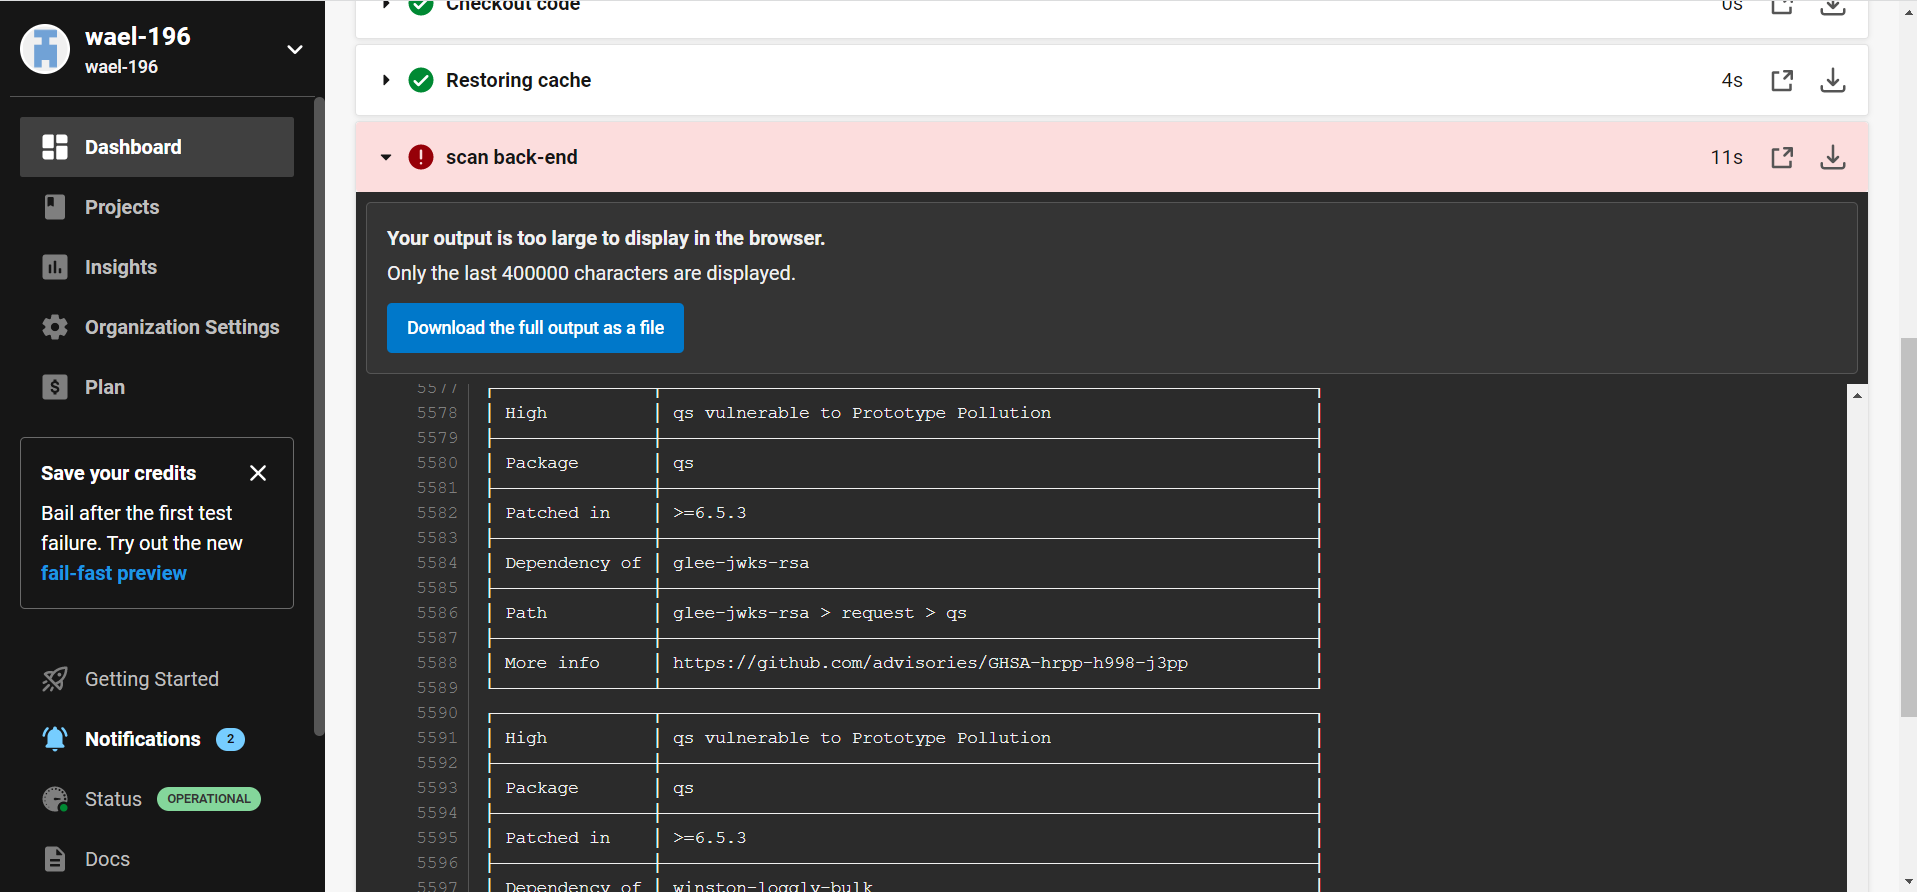 wael-196
wael-196
Dashboard
Projects
Insights
Organization Settings
Plan
Save your credits
Bail after the first test
failure. Try out the new
fail-fast preview
Getting Started
Notifications 2
Status OPERATIONAL
Docs
Checkout code 0s
Restoring cache 4s
scan back-end 11s
Your output is too large to display in the browser.
Only the last 400000 characters are displayed.
Download the full output as a file
5577
5578 High qs vulnerable to Prototype Pollution
5579
5580 Package qs
5581
5582 Patched in >=6.5.3
5583
5584 Dependency of glee-jwks-rsa
5585
5586 Path glee-jwks-rsa > request > qs
5587
5588 More info https://github.com/advisories/GHSA-hrpp-h998-j3pp
5589
5590
5591 High qs vulnerable to Prototype Pollution
5592
5593 Package qs
5594
5595 Patched in >=6.5.3
5596
5597 Dependency of winston-loggly-bulk